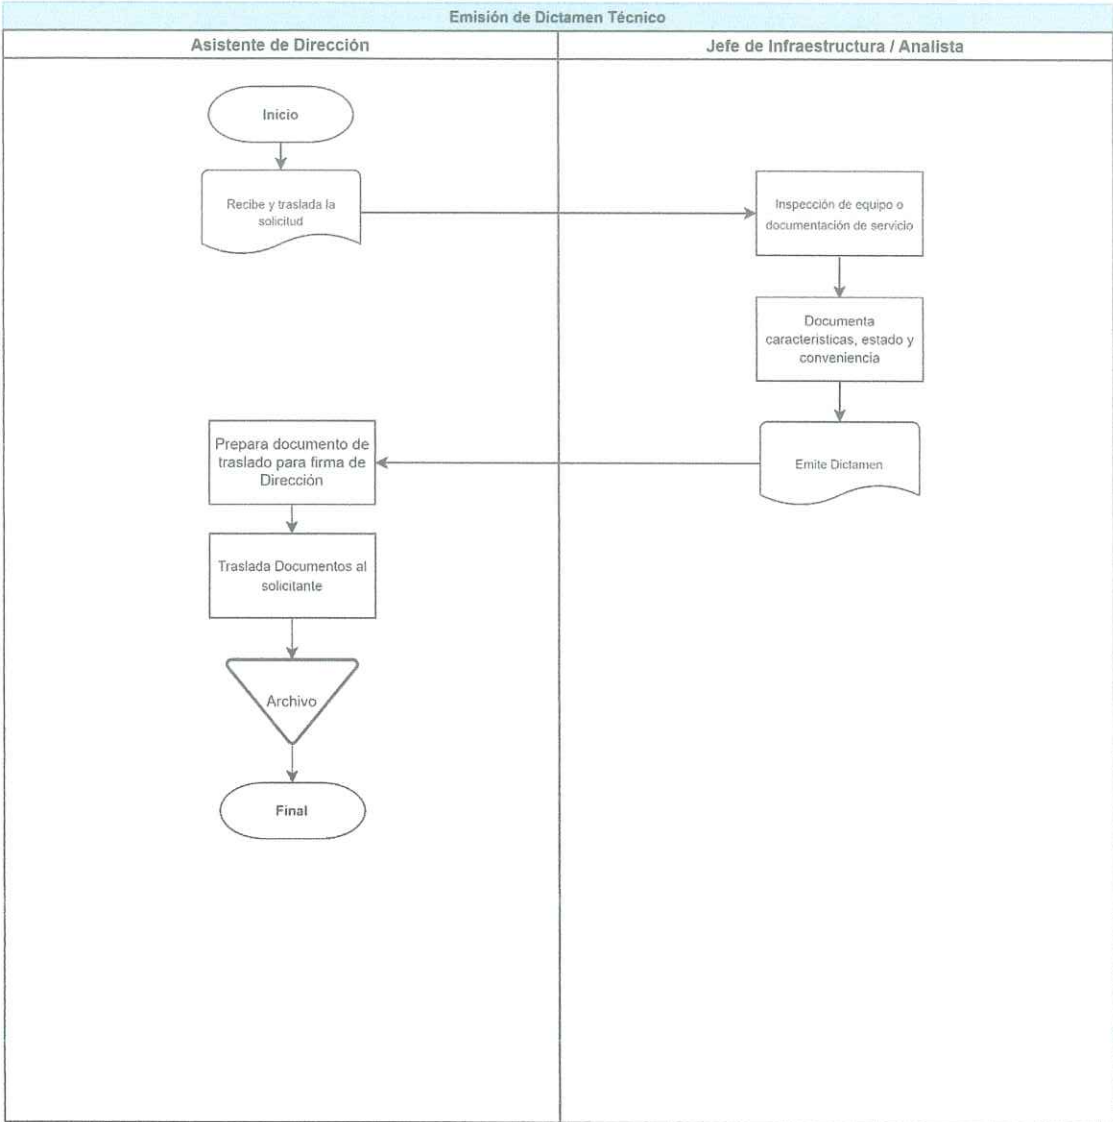 Emisión de Dictamen Técnico
Asistente de Dirección
Jefe de Infraestructura / Analista
Inicio
Recibe y traslada la
solicitud
Inspección de equipo o
documentación de servicio
Documenta
características, estado y
conveniencia
Emite Dictamen
Prepara documento de
traslado para firma de
Dirección
Traslada Documentos al
solicitante
Archivo
Final